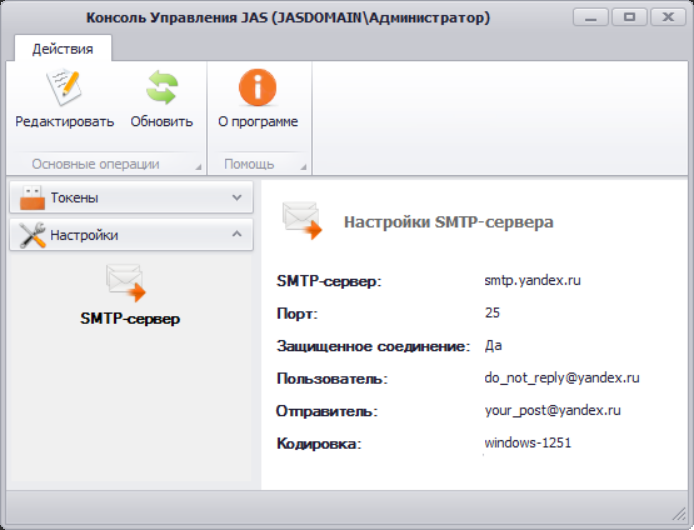 Консоль Управления JAS (JASDOMAIN\Администратор)
Действия
Редактировать Обновить О программе
Основные операции Помощь
Токены
Настройки
SMTP-сервер
Настройки SMTP-сервера
SMTP-сервер: smtp.yandex.ru
Порт: 25
Защищенное соединение: Да
Пользователь: do_not_reply@yandex.ru
Отправитель: your_post@yandex.ru
Кодировка: windows-1251